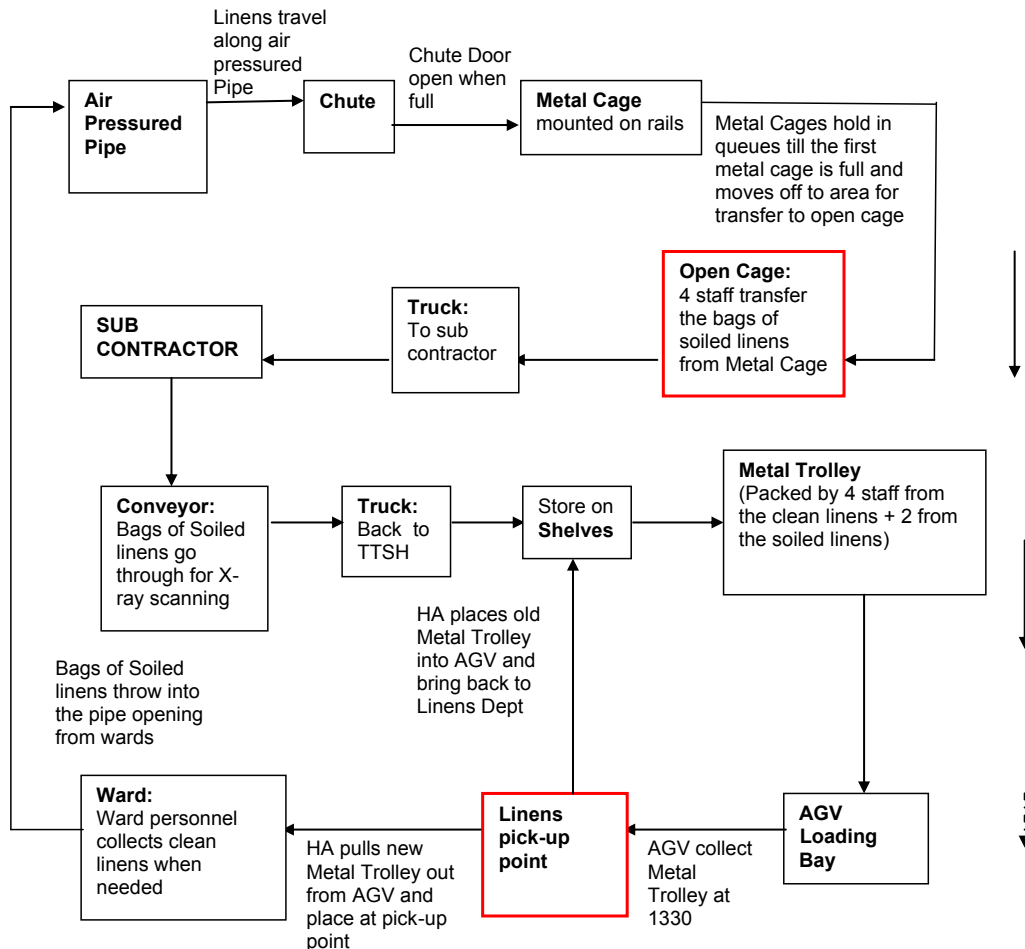 Linens travel
along air
pressured
Pipe
Chute Door
open when
full
Air
Pressured
Pipe
Chute
Metal Cage
mounted on rails
Metal Cages hold in
queues till the first
metal cage is full and
moves off to area for
transfer to open cage
Open Cage:
4 staff transfer
the bags of
soiled linens
from Metal Cage
Truck:
To sub
contractor
SUB
CONTRACTOR
Conveyor:
Bags of Soiled
linens go
through for X-
ray scanning
Truck:
Back to
TTSH
Store on
Shelves
Metal Trolley
(Packed by 4 staff from
the clean linens + 2 from
the soiled linens)
HA places old
Metal Trolley
into AGV and
bring back to
Linens Dept
Bags of Soiled
linens throw into
the pipe opening
from wards
Ward:
Ward personnel
collects clean
linens when
needed
HA pulls new
Metal Trolley out
from AGV and
place at pick-up
point
Linens
pick-up
point
AGV collect
Metal
Trolley at
1330
AGV
Loading
Bay